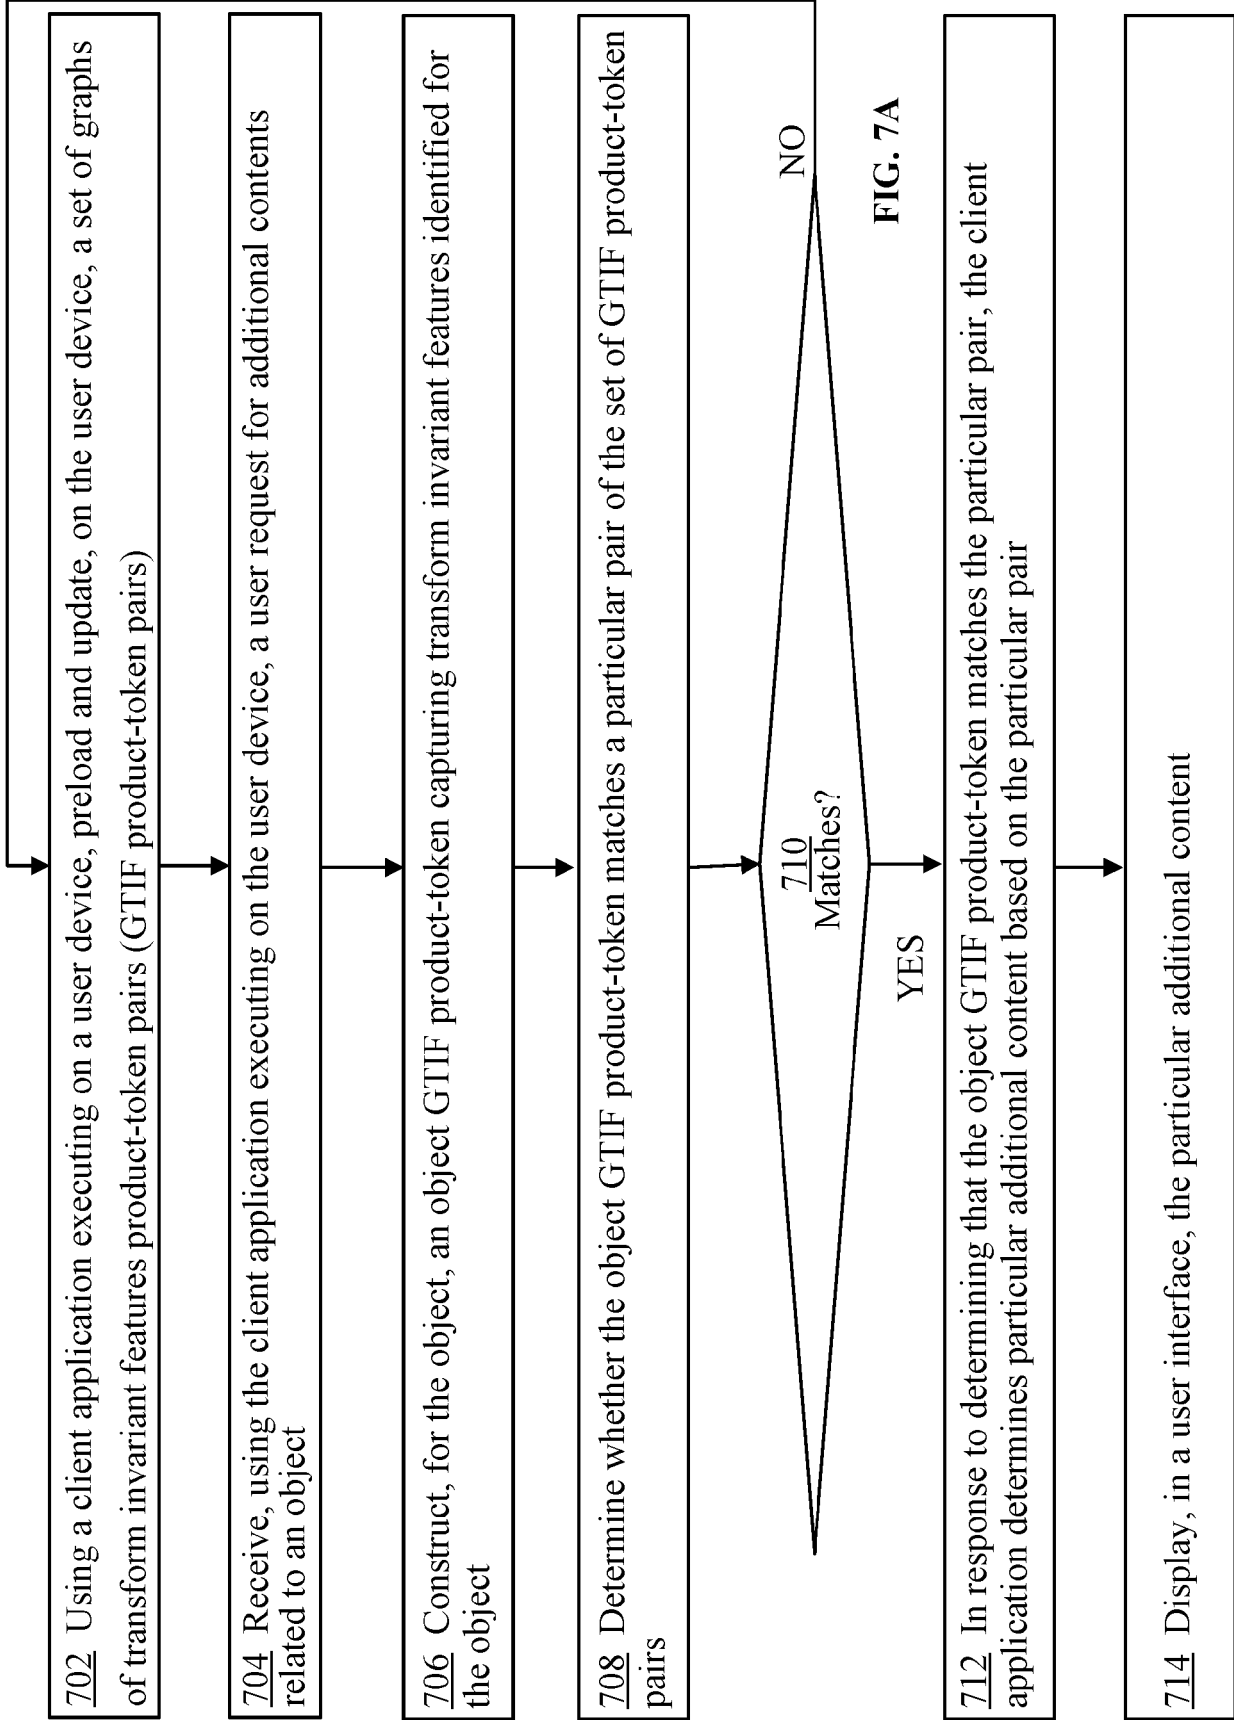 702 Using a client application executing on a user device, preload and update, on the user device, a set of graphs
of transform invariant features product-token pairs (GTIF product-token pairs)
704 Receive, using the client application executing on the user device, a user request for additional contents
related to an object
706 Construct, for the object, an object GTIF product-token capturing transform invariant features identified for
the object
708 Determine whether the object GTIF product-token matches a particular pair of the set of GTIF product-token
pairs
710
Matches?
NO
YES
FIG. 7A
712 In response to determining that the object GTIF product-token matches the particular pair, the client
application determines particular additional content based on the particular pair
714 Display, in a user interface, the particular additional content